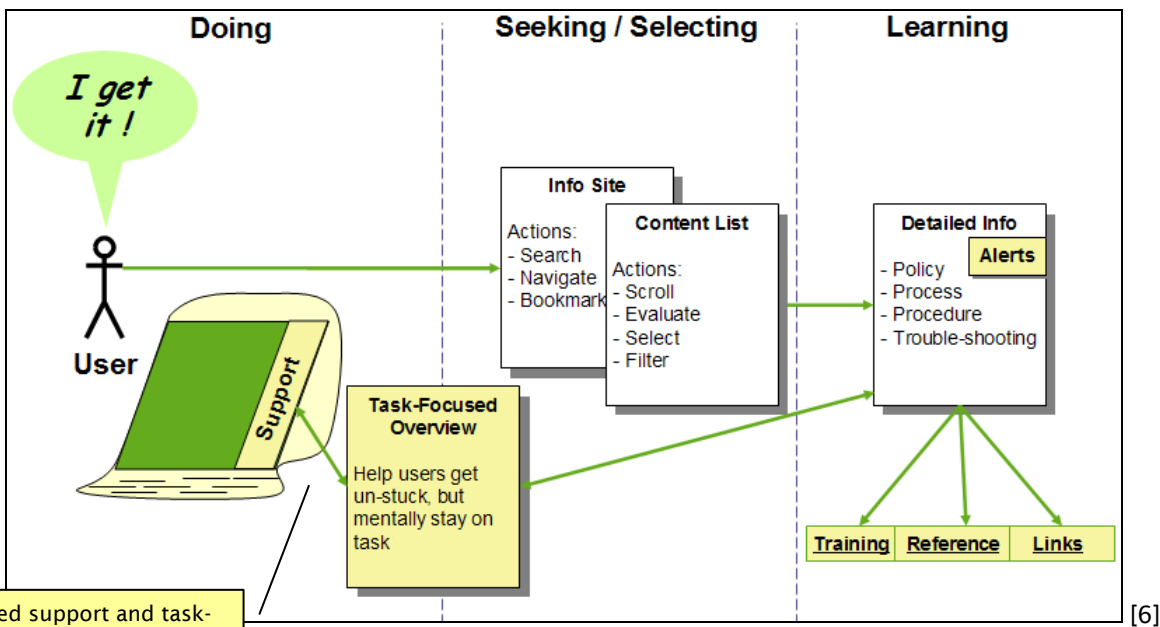 Doing
Seeking / Selecting
Learning
I get
it !
User
Support
Task-Focused
Overview
Help users get
un-stuck, but
mentally stay on
task
Info Site
Actions:
- Search
- Navigate
- Bookmark
Content List
Actions:
- Scroll
- Evaluate
- Select
- Filter
Detailed Info
Alerts
- Policy
- Process
- Procedure
- Trouble-shooting
Training
Reference
Links
support and task-
[6]